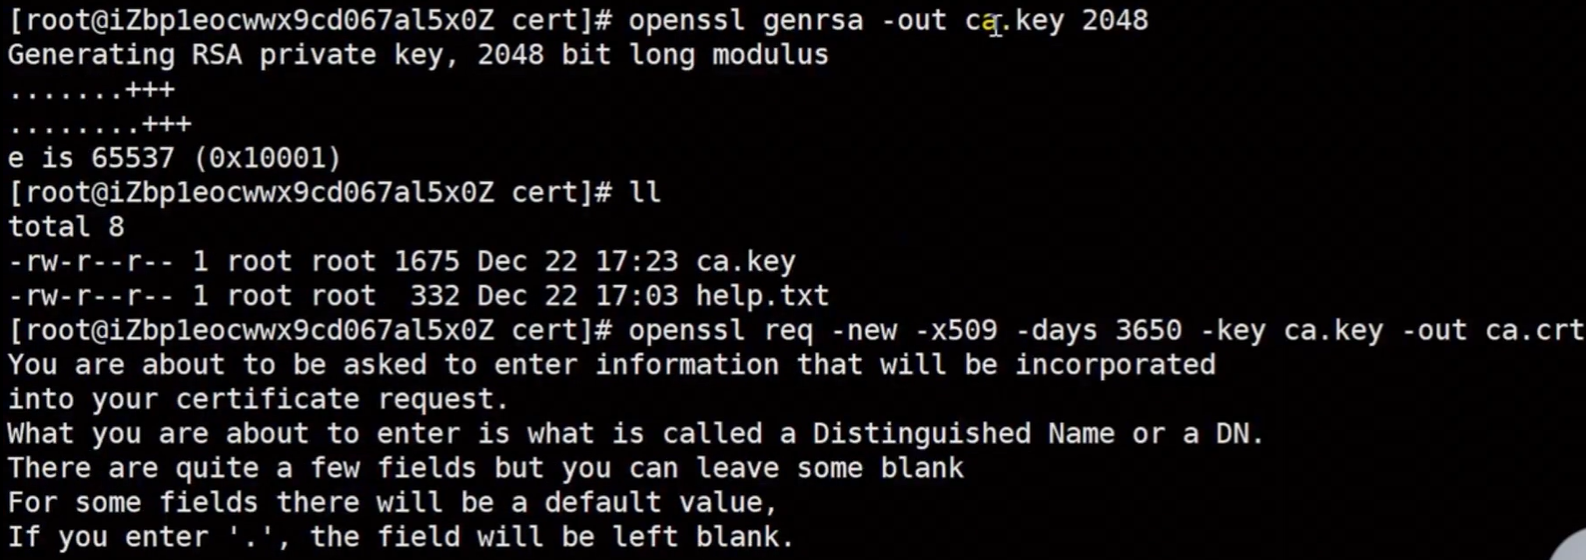 [root@iZbp1eocwwx9cd067al5x0Z cert]# openssl genrsa -out ca.key 2048
Generating RSA private key, 2048 bit long modulus
.......+++
........+++
e is 65537 (0x10001)
[root@iZbp1eocwwx9cd067al5x0Z cert]# ll
total 8
-rw-r--r-- 1 root root 1675 Dec 22 17:23 ca.key
-rw-r--r-- 1 root root  332 Dec 22 17:03 help.txt
[root@iZbp1eocwwx9cd067al5x0Z cert]# openssl req -new -x509 -days 3650 -key ca.key -out ca.crt
You are about to be asked to enter information that will be incorporated
into your certificate request.
What you are about to enter is what is called a Distinguished Name or a DN.
There are quite a few fields but you can leave some blank
For some fields there will be a default value,
If you enter '.', the field will be left blank.